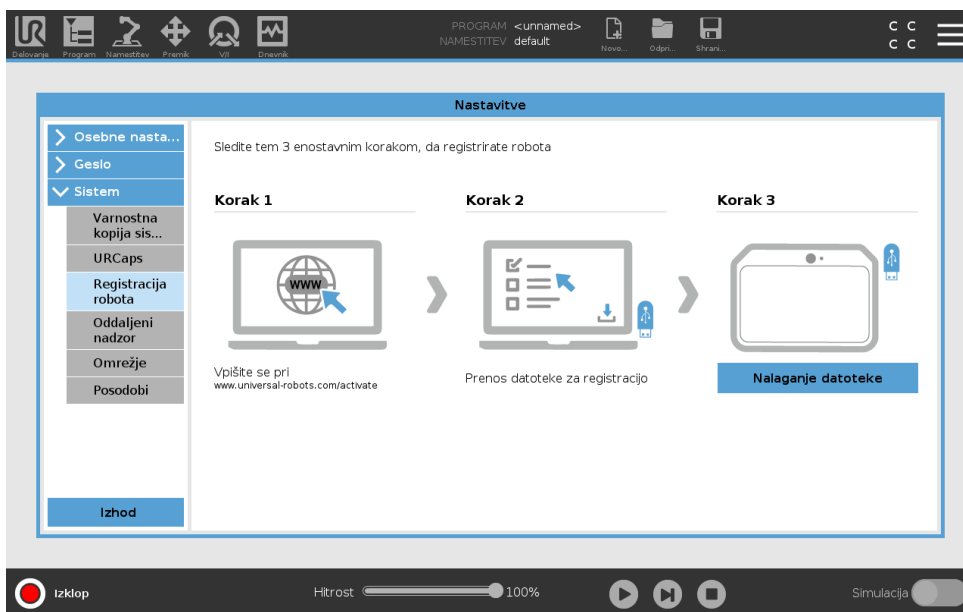 PROGRAM <unnamed>
NAMESTITEV default
Delovanje Program Namestitev Premik V/I Dnevnik Novo... Odpri... Shrani...
C C
C C
Nastavitve
Osebne nasta...
Geslo
Sistem
Varnostna
kopija sis...
URCaps
Registracija
robota
Oddaljeni
nadzor
Omrežje
Posodobi
Izhod
Sledite tem 3 enostavnim korakom, da registrirate robota
Korak 1
WWW
Vpišite se pri
www.universal-robots.com/activate
Korak 2
Prenos datoteke za registracijo
Korak 3
Nalaganje datoteke
Izklop Hitrost 100% Simulacija